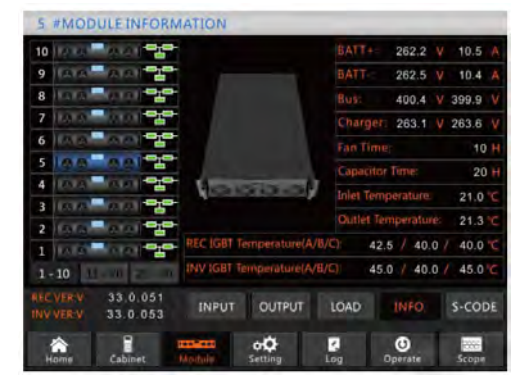 5 #MODULE INFORMATION
10
9
8
7
6
5
4
3
2
1
1 - 10
BATT+: 262.2 V 10.5 A
BATT-: 262.5 V 10.4 A
Bus: 400.4 V 399.9 V
Charger: 263.1 V 263.6 V
Fan Time: 10 H
Capacitor Time: 20 H
Inlet Temperature: 21.0 ℃
Outlet Temperature: 21.3 ℃
REC IGBT Temperature(A/B/C): 42.5 / 40.0 / 40.0 ℃
INV IGBT Temperature(A/B/C): 45.0 / 40.0 / 45.0 ℃
REC VER:V 33.0.051
INV VER:V 33.0.053
INPUT OUTPUT LOAD INFO. S-CODE
Home Cabinet Module Setting Log Operate Scope